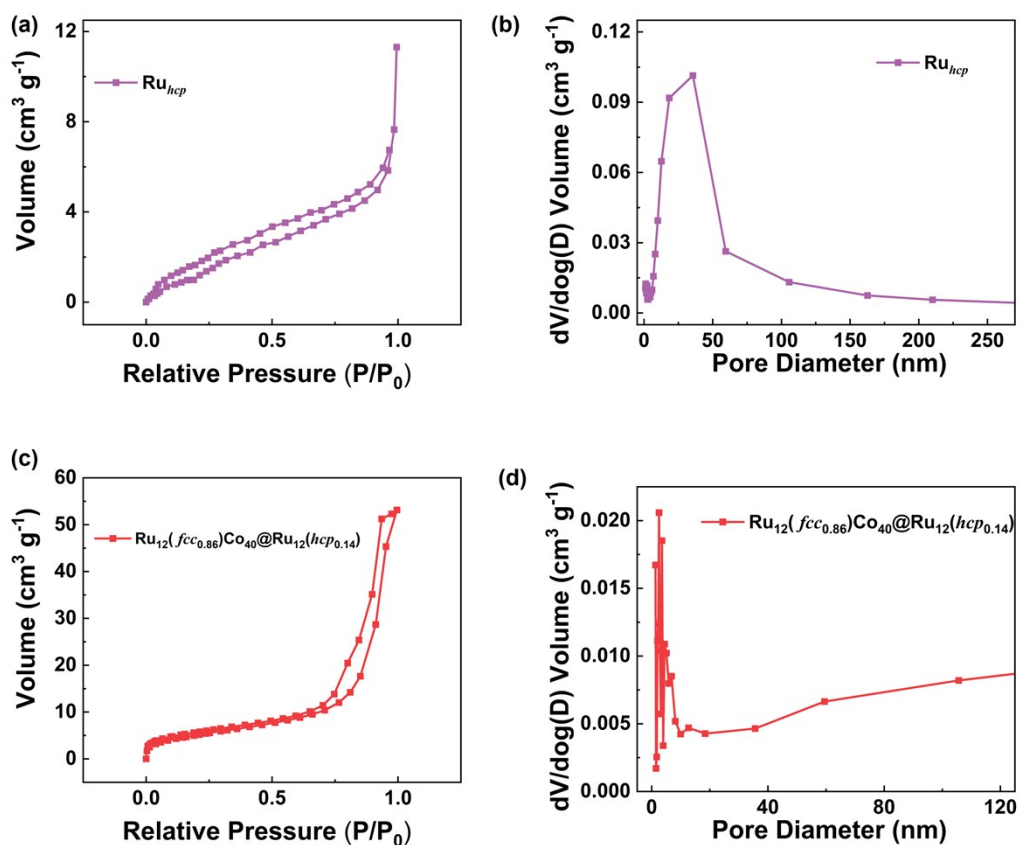 (a)
12
8
4
0
Volume (cm³ g⁻¹)
Ru_hcp
0.0 0.5 1.0
Relative Pressure (P/P₀)
(b)
0.12
0.09
0.06
0.03
0.00
dV/dog(D) Volume (cm³ g⁻¹)
Ru_hcp
0 50 100 150 200 250
Pore Diameter (nm)
(c)
60
50
40
30
20
10
0
Volume (cm³ g⁻¹)
Ru₁₂(fcc₀.₈₆)Co₄₀@Ru₁₂(hcp₀.₁₄)
0.0 0.5 1.0
Relative Pressure (P/P₀)
(d)
0.020
0.015
0.010
0.005
0.000
dV/dog(D) Volume (cm³ g⁻¹)
Ru₁₂(fcc₀.₈₆)Co₄₀@Ru₁₂(hcp₀.₁₄)
0 40 80 120
Pore Diameter (nm)